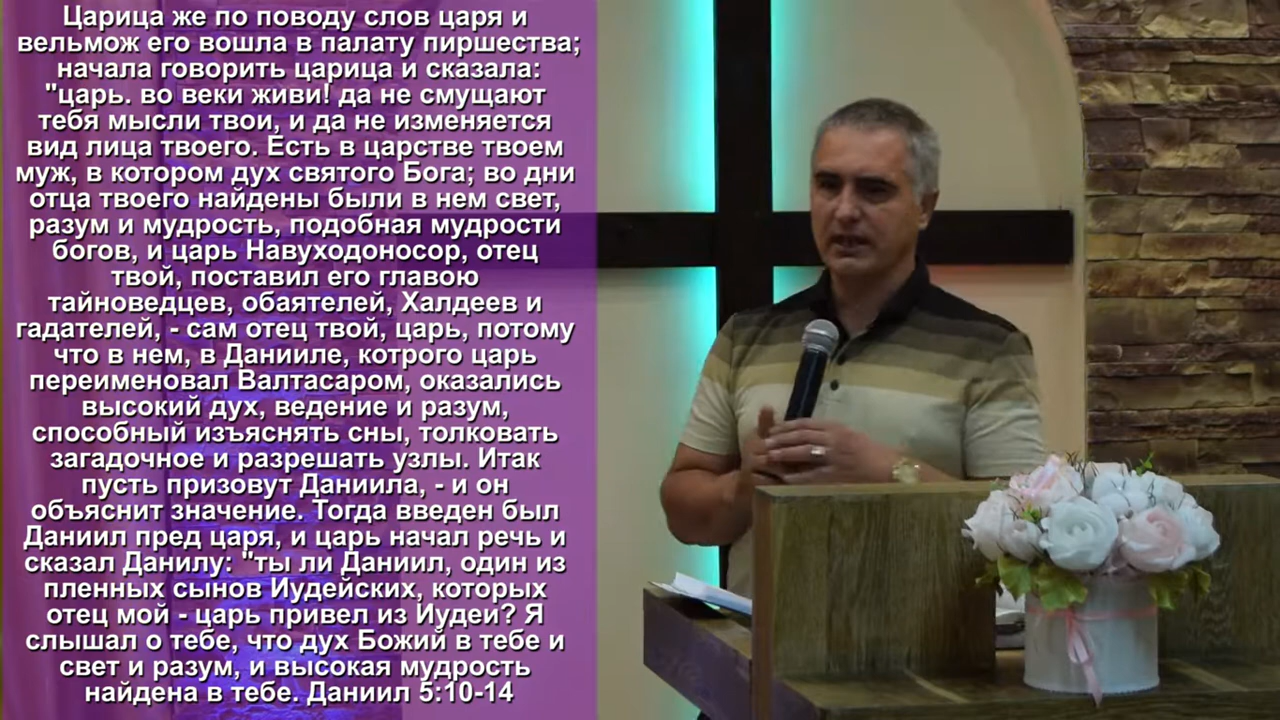 Царица же по поводу слов царя и
вельмож его вошла в палату пиршества;
начала говорить царица и сказала:
"царь. во веки живи! да не смущают
тебя мысли твои, и да не изменяется
вид лица твоего. Есть в царстве твоем
муж, в котором дух святого Бога; во дни
отца твоего найдены были в нем свет,
разум и мудрость, подобная мудрости
богов, и царь Навуходоносор, отец
твой, поставил его главою
тайноведцев, обаятелей, Халдеев и
гадателей, - сам отец твой, царь, потому
что в нем, в Данииле, котрого царь
переименовал Валтасаром, оказались
высокий дух, ведение и разум,
способный изъяснять сны, толковать
загадочное и разрешать узлы. Итак
пусть призовут Даниила, - и он
объяснит значение. Тогда введен был
Даниил пред царя, и царь начал речь и
сказал Данилу: "ты ли Даниил, один из
пленных сынов Иудейских, которых
отец мой - царь привел из Иудеи? Я
слышал о тебе, что дух Божий в тебе и
свет и разум, и высокая мудрость
найдена в тебе. Даниил 5:10-14